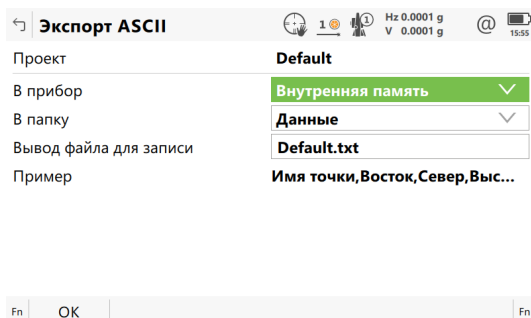 Экспорт ASCII
1
1
Hz 0.0001 g
V 0.0001 g
@
15:55
Проект Default
В прибор Внутренняя память
В папку Данные
Вывод файла для записи Default.txt
Пример Имя точки,Восток,Север,Выс...
Fn OK Fn